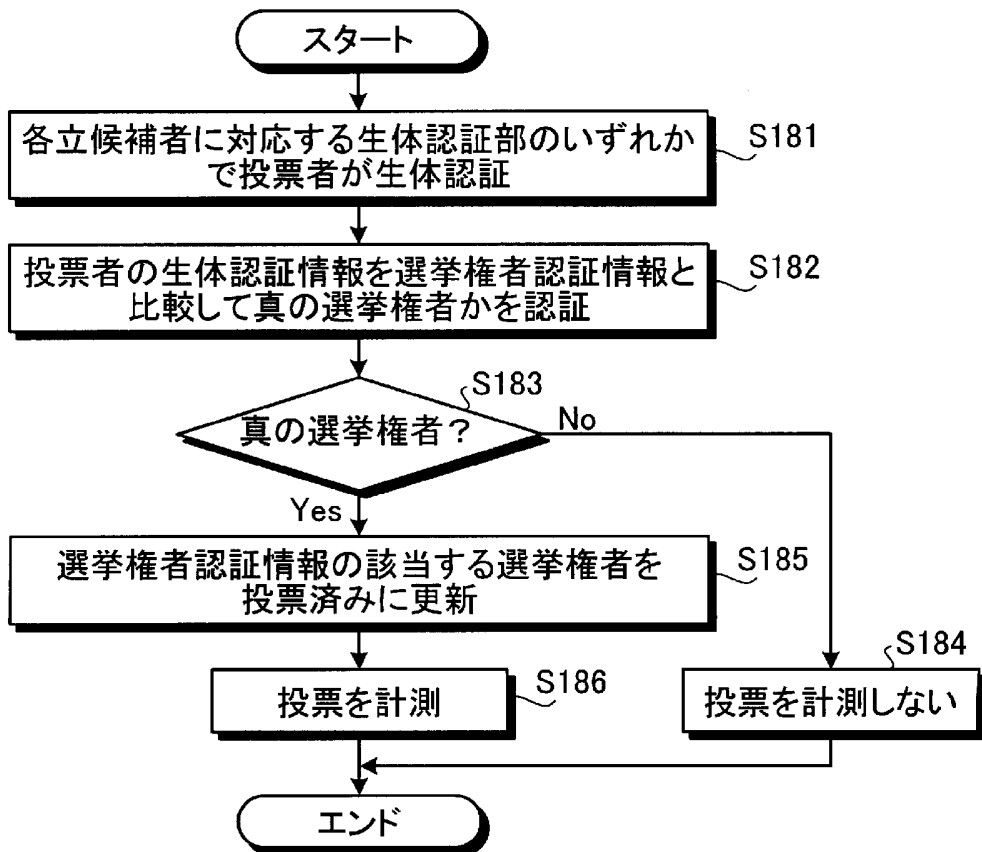 スタート
各立候補者に対応する生体認証部のいずれか
で投票者が生体認証
S181
投票者の生体認証情報を選挙権者認証情報と
比較して真の選挙権者かを認証
S182
S183
真の選挙権者？
No
Yes
選挙権者認証情報の該当する選挙権者を
投票済みに更新
S185
S184
投票を計測
S186
投票を計測しない
エンド